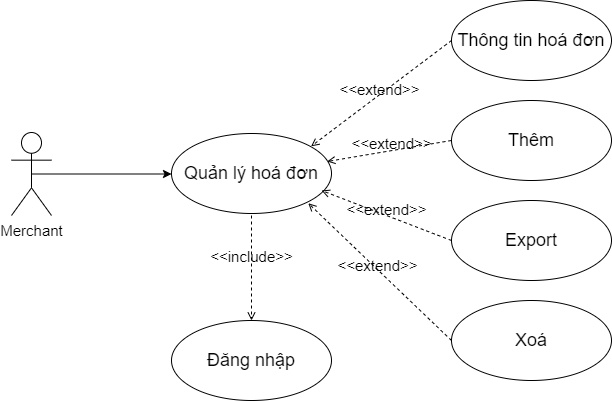 Thông tin hoá đơn
<<extend>>
Thêm
<<extend>>
Quản lý hoá đơn
Merchant
<<extend>>
Export
<<include>>
<<extend>>
Xoá
Đăng nhập